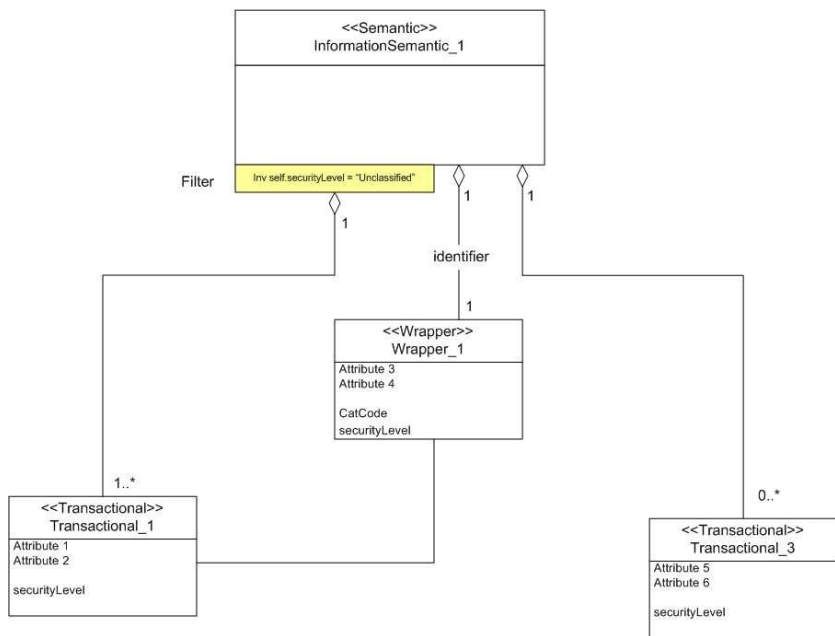 <<Semantic>>
InformationSemantic_1
Filter
Inv self.securityLevel = "Unclassified"
1
1
1
identifier
1
<<Wrapper>>
Wrapper_1
Attribute 3
Attribute 4
CatCode
securityLevel
1..*
0..*
<<Transactional>>
Transactional_1
Attribute 1
Attribute 2
securityLevel
<<Transactional>>
Transactional_3
Attribute 5
Attribute 6
securityLevel